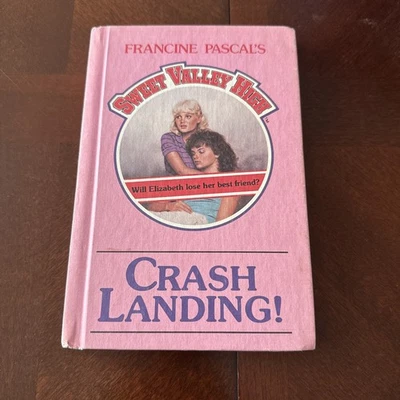 FRANCINE PASCAL'S
SWEET VALLEY HIGH
Will Elizabeth lose her best friend?
CRASH
LANDING!